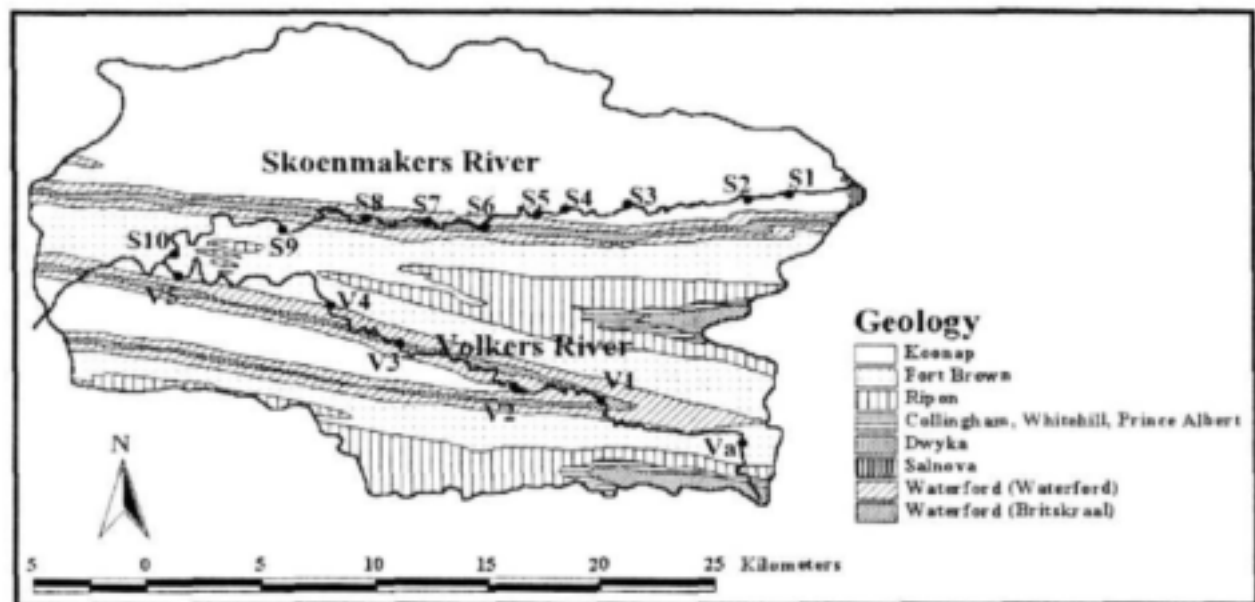 Skoenmakers River
S1
S2
S3
S4
S5
S6
S7
S8
S9
S10
V5
V4
V3
Volkers River
V1
V2
Va
N
Geology
Koonap
Fort Brown
Ripon
Collingham, Whitehill, Prince Albert
Dwyka
Salnova
Waterford (Waterford)
Waterford (Britskraal)
5 0 5 10 15 20 25 Kilometers